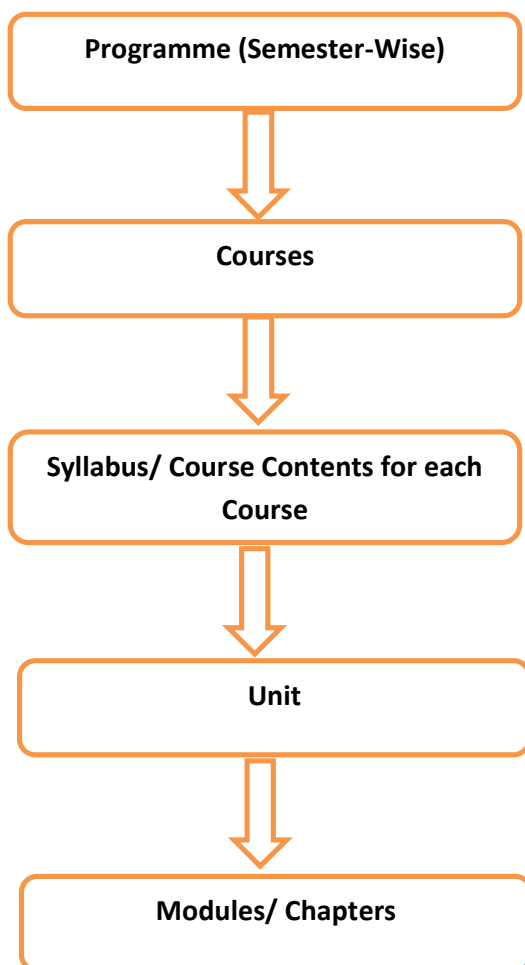 Programme (Semester-Wise)
Courses
Syllabus/ Course Contents for each
Course
Unit
Modules/ Chapters